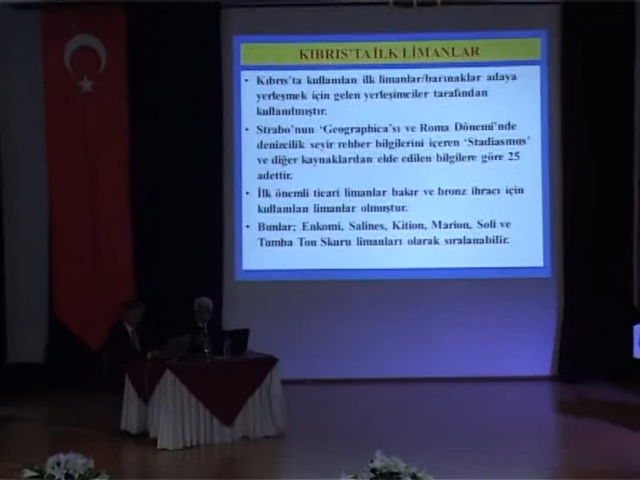 KIBRIS'TA İLK LİMANLAR
• Kıbrıs'ta kullanılan ilk limanlar/barınaklar adaya
yerleşmek için gelen yerleşimciler tarafından
kullanılmıştır.
• Strabo'nun 'Geographica'sı ve Roma Dönemi'nde
denizcilik seyir rehber bilgilerini içeren 'Stadiasmus'
ve diğer kaynaklardan elde edilen bilgilere göre 25
adettir.
• İlk önemli ticari limanlar bakır ve bronz ihracı için
kullanılan limanlar olmuştur.
• Bunlar; Enkomi, Salines, Kition, Marion, Soli ve
Tumba Tou Skuru limanları olarak sıralanabilir.